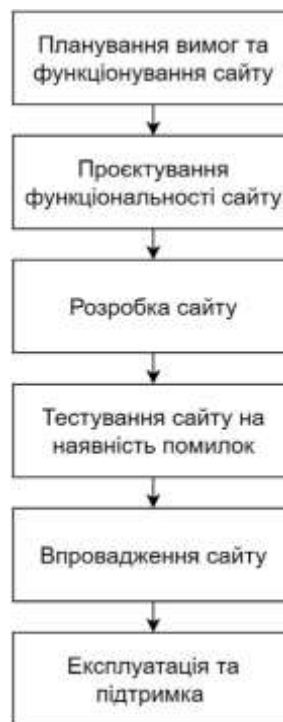 Планування вимог та
функціонування сайту
Проєктування
функціональності сайту
Розробка сайту
Тестування сайту на
наявність помилок
Впровадження сайту
Експлуатація та
підтримка